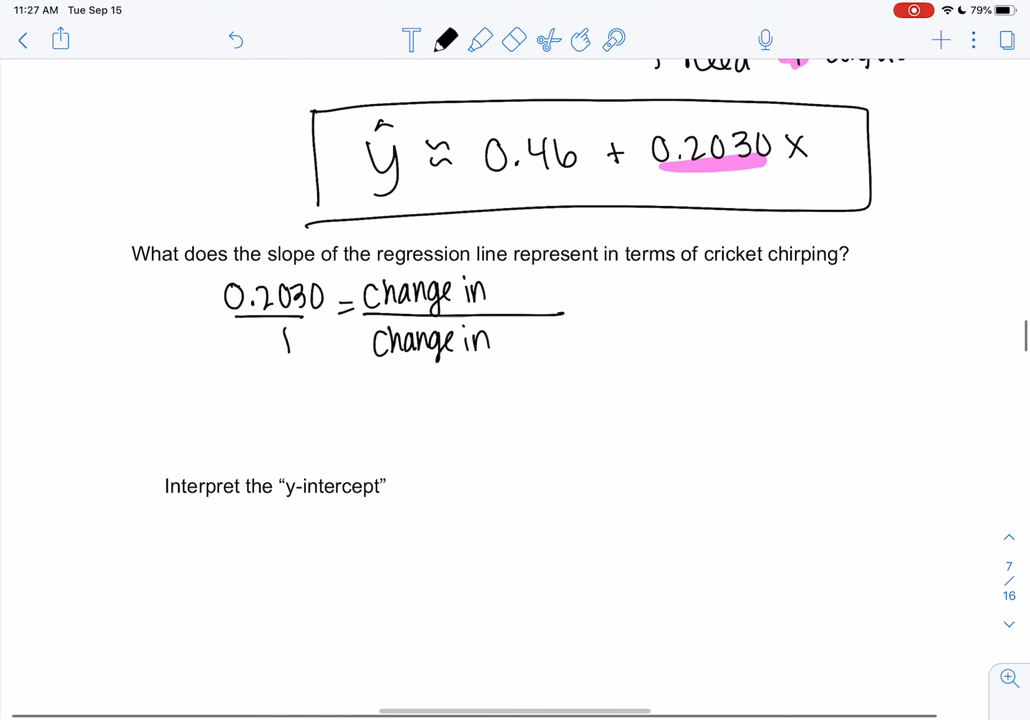 11:27 AM Tue Sep 15
79%
need
ŷ ≈ 0.46 + 0.2030 x
What does the slope of the regression line represent in terms of cricket chirping?
0.2030 = change in
1 change in
Interpret the “y-intercept”
7
/
16